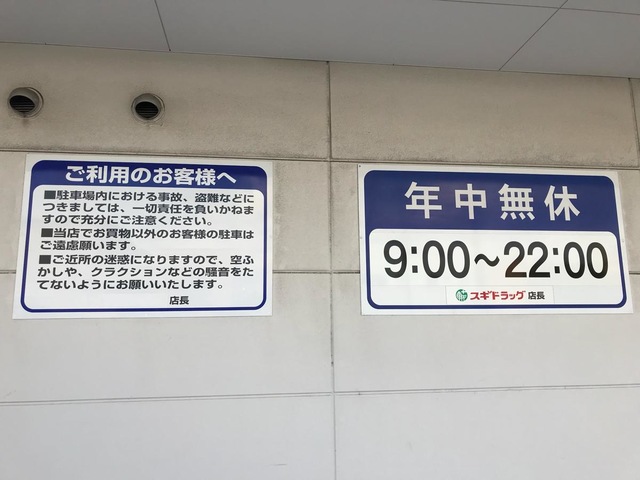 ご利用のお客様へ
■駐車場内における事故、盗難などに
つきましては、一切責任を負いかねま
すので充分にご注意ください。
■当店でお買物以外のお客様の駐車は
ご遠慮願います。
■ご近所の迷惑になりますので、空ふ
かしや、クラクションなどの騒音をた
てないようにお願いいたします。
店長
年中無休
9:00〜22:00
スギドラッグ 店長